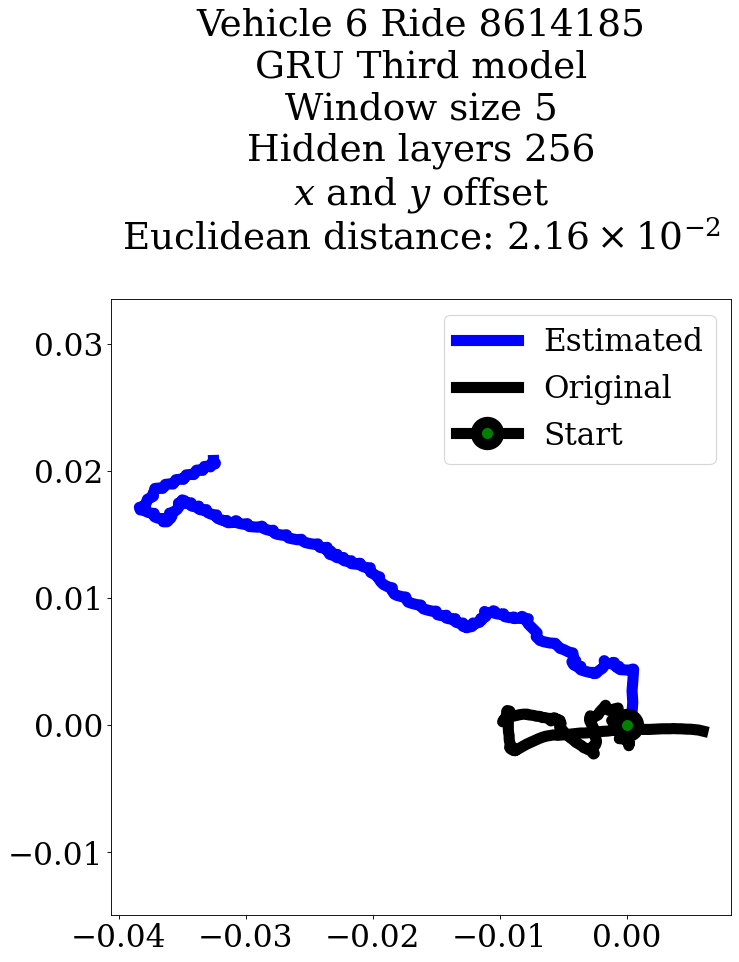 Vehicle 6 Ride 8614185
GRU Third model
Window size 5
Hidden layers 256
x and y offset
Euclidean distance: 2.16 × 10⁻²
Estimated
Original
Start
0.03
0.02
0.01
0.00
−0.01
−0.04 −0.03 −0.02 −0.01 0.00